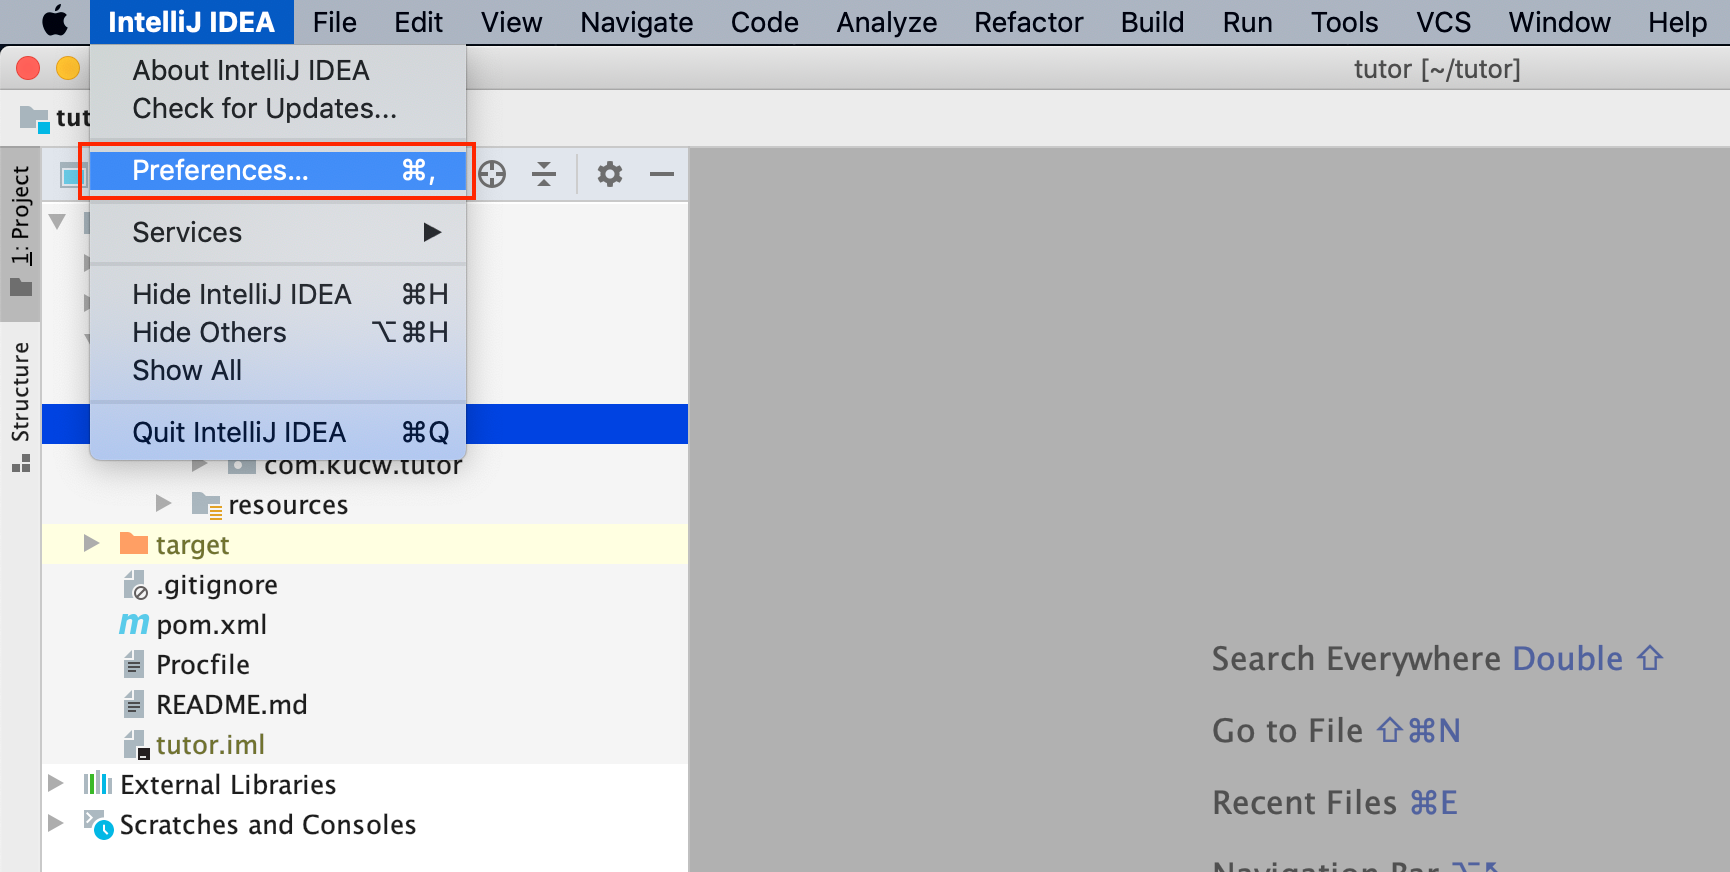 IntelliJ IDEA File Edit View Navigate Code Analyze Refactor Build Run Tools VCS Window Help
tutor [~/tutor]
About IntelliJ IDEA
Check for Updates...
tut
Preferences... ⌘,
1: Project
Services
Hide IntelliJ IDEA ⌘H
Hide Others ⌥⌘H
Show All
Structure
Quit IntelliJ IDEA ⌘Q
com.kucw.tutor
resources
target
.gitignore
pom.xml
Procfile
README.md
tutor.iml
External Libraries
Scratches and Consoles
Search Everywhere Double ⇧
Go to File ⇧⌘N
Recent Files ⌘E
Navigation Bar ⌥↖